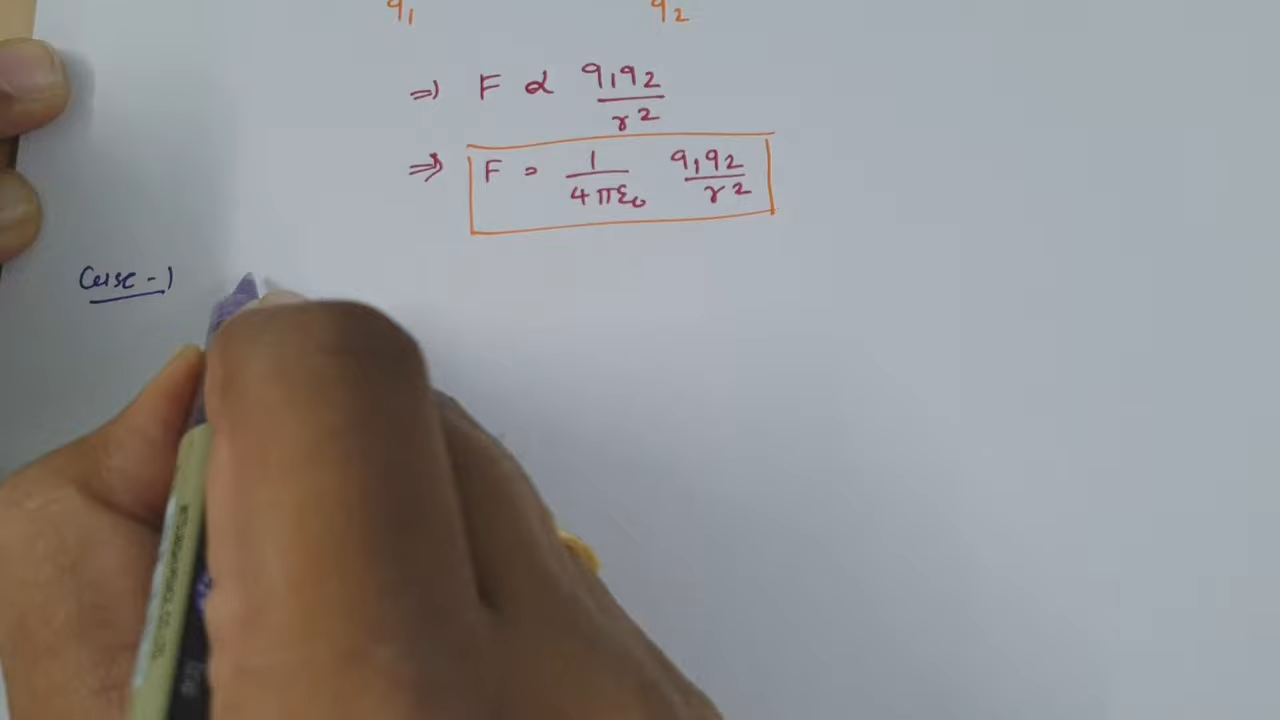 q₁ q₂
⇒ F ∝ q₁q₂/r²
⇒ F = 1/4πε₀ q₁q₂/r²
Case-1